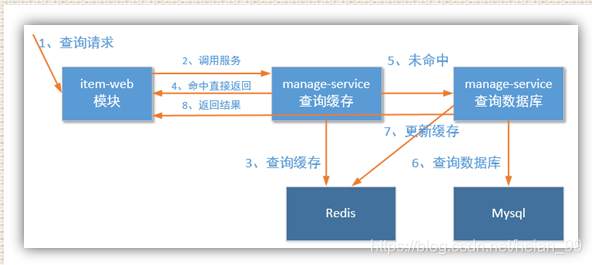 1、查询请求
2、调用服务
5、未命中
item-web
模块
4、命中直接返回
manage-service
查询缓存
manage-service
查询数据库
8、返回结果
7、更新缓存
3、查询缓存
6、查询数据库
Redis
Mysql
https://blog.csdn.net/heian_99